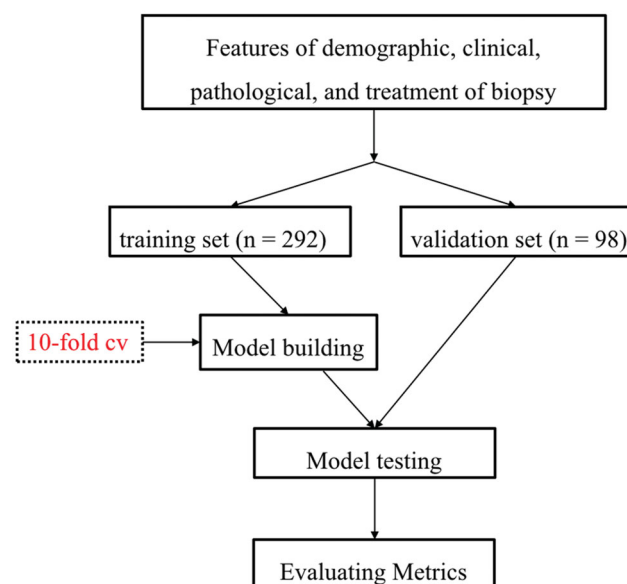 Features of demographic, clinical,
pathological, and treatment of biopsy
training set (n = 292)
validation set (n = 98)
10-fold cv
Model building
Model testing
Evaluating Metrics